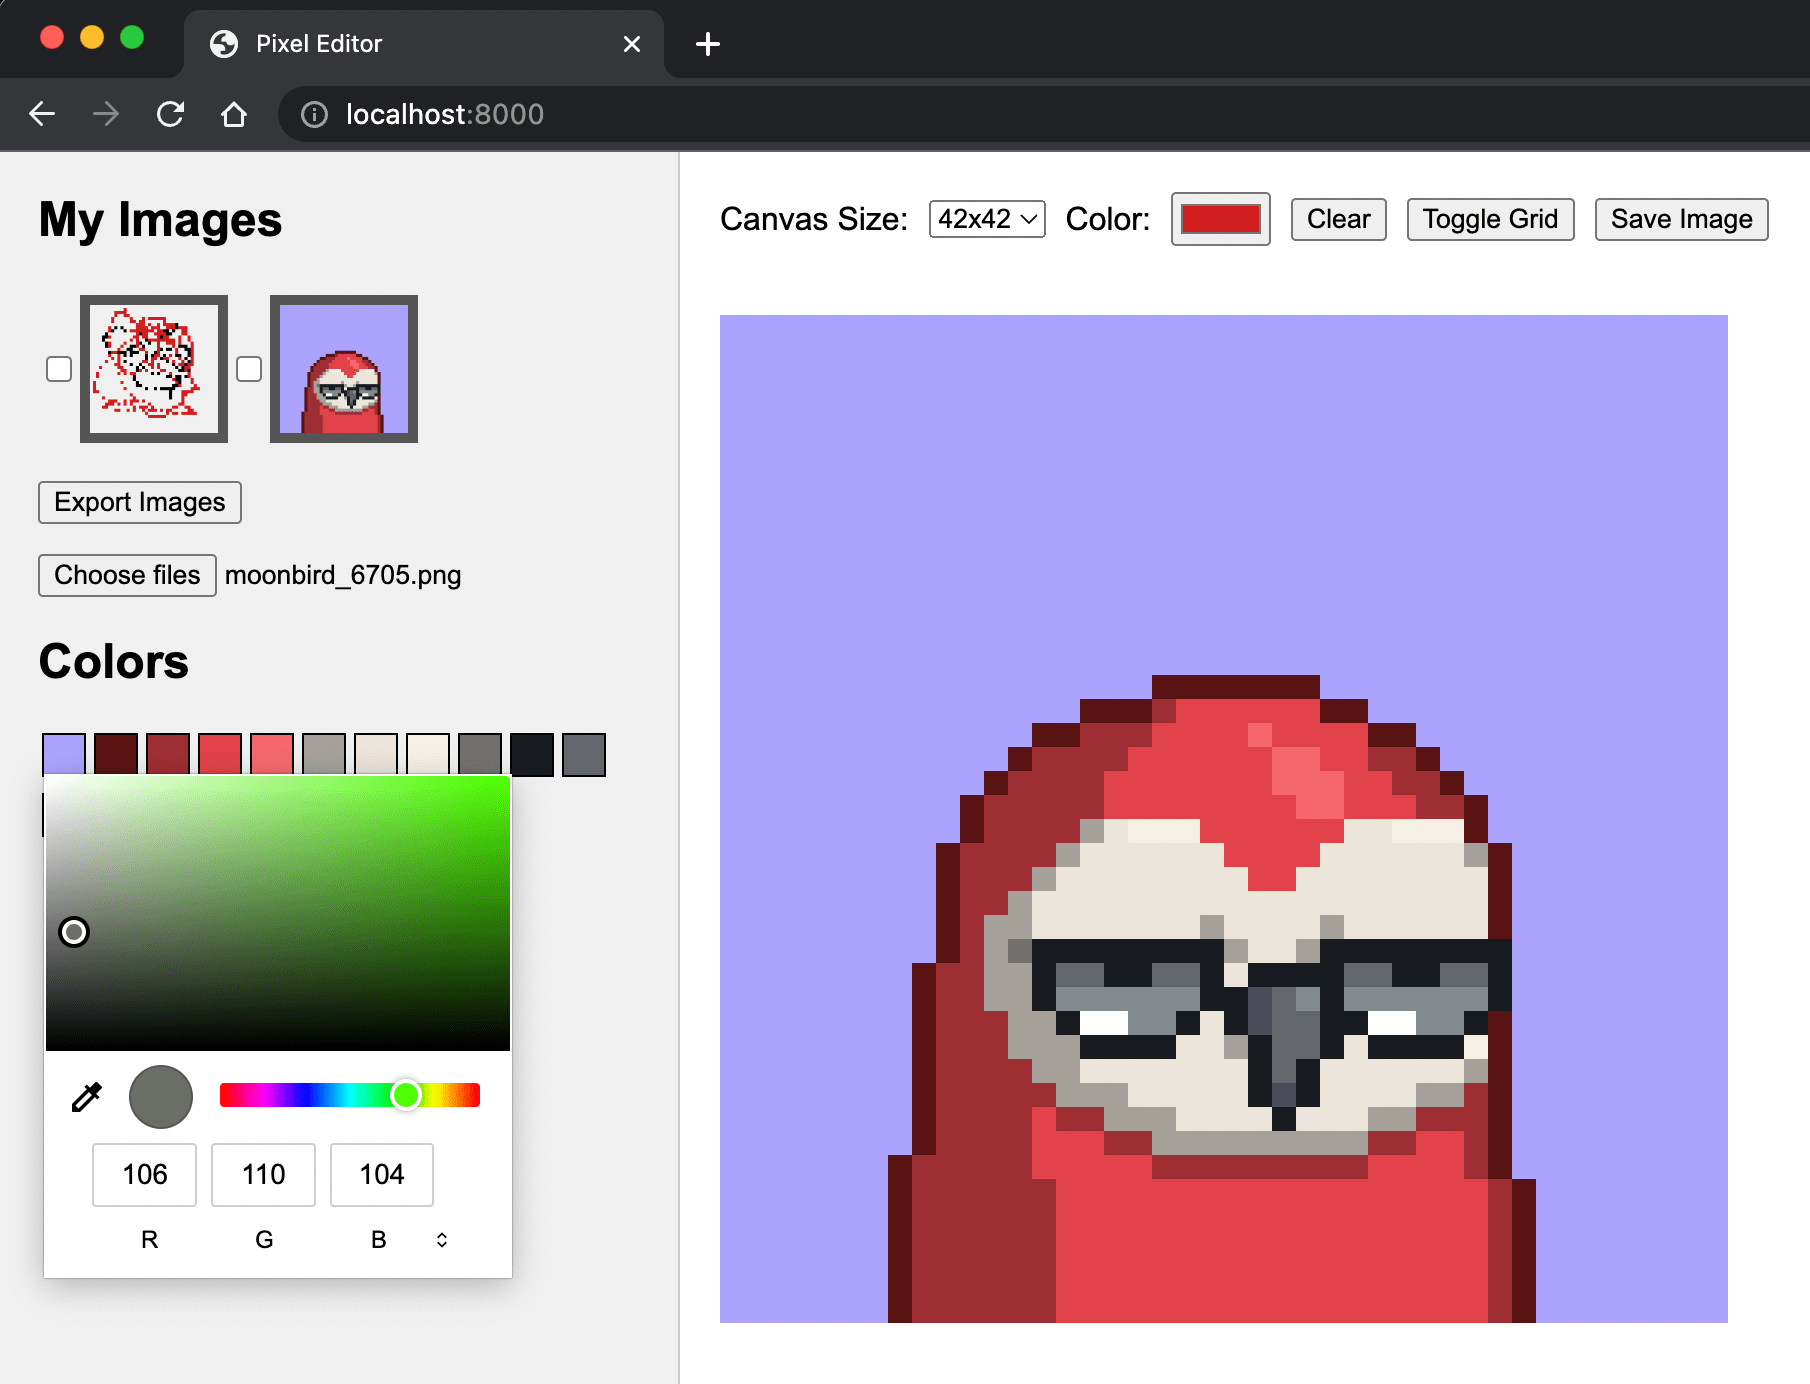 Pixel Editor
localhost:8000
My Images
Export Images
Choose files moonbird_6705.png
Colors
106 110 104
R G B
Canvas Size: 42x42 Color: Clear Toggle Grid Save Image